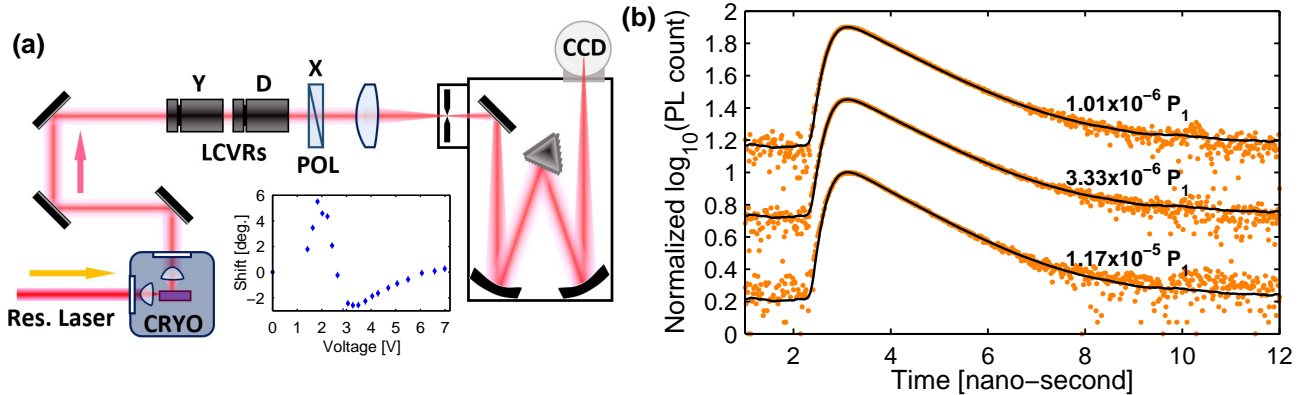 (a)
Y
D
X
LCVRs
POL
CCD
Res. Laser
CRYO
Shift [deg.]
6
4
2
0
−2
0 1 2 3 4 5 6 7
Voltage [V]
(b)
Normalized log10(PL count)
2
1.8
1.6
1.4
1.2
1
0.8
0.6
0.4
0.2
0
1.01x10−6 P1
3.33x10−6 P1
1.17x10−5 P1
2 4 6 8 10 12
Time [nano−second]